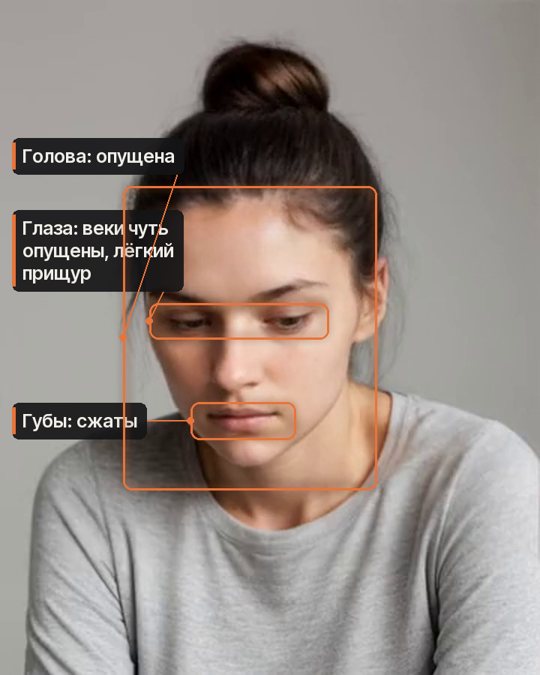 Голова: опущена
Глаза: веки чуть
опущены, лёгкий
прищур
Губы: сжаты